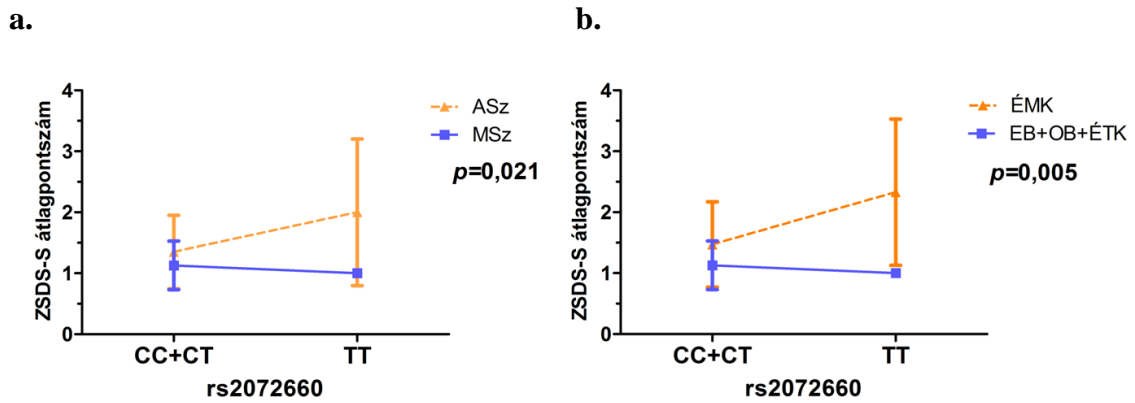 a.
ZSDS-S átlagpontszám
4
3
2
1
0
CC+CT
TT
rs2072660
ASz
MSz
p=0,021
b.
ZSDS-S átlagpontszám
4
3
2
1
0
CC+CT
TT
rs2072660
ÉMK
EB+OB+ÉTK
p=0,005